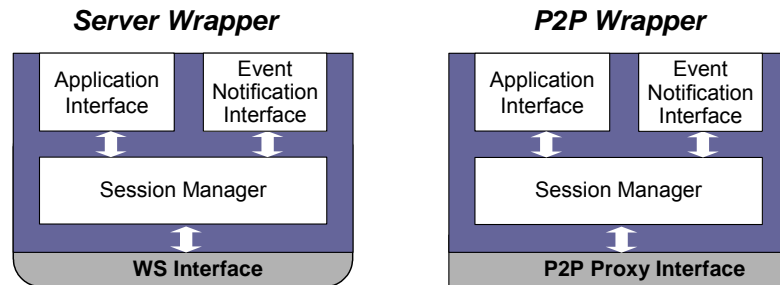 Server Wrapper
Application
Interface
Event
Notification
Interface
Session Manager
WS Interface
P2P Wrapper
Application
Interface
Event
Notification
Interface
Session Manager
P2P Proxy Interface